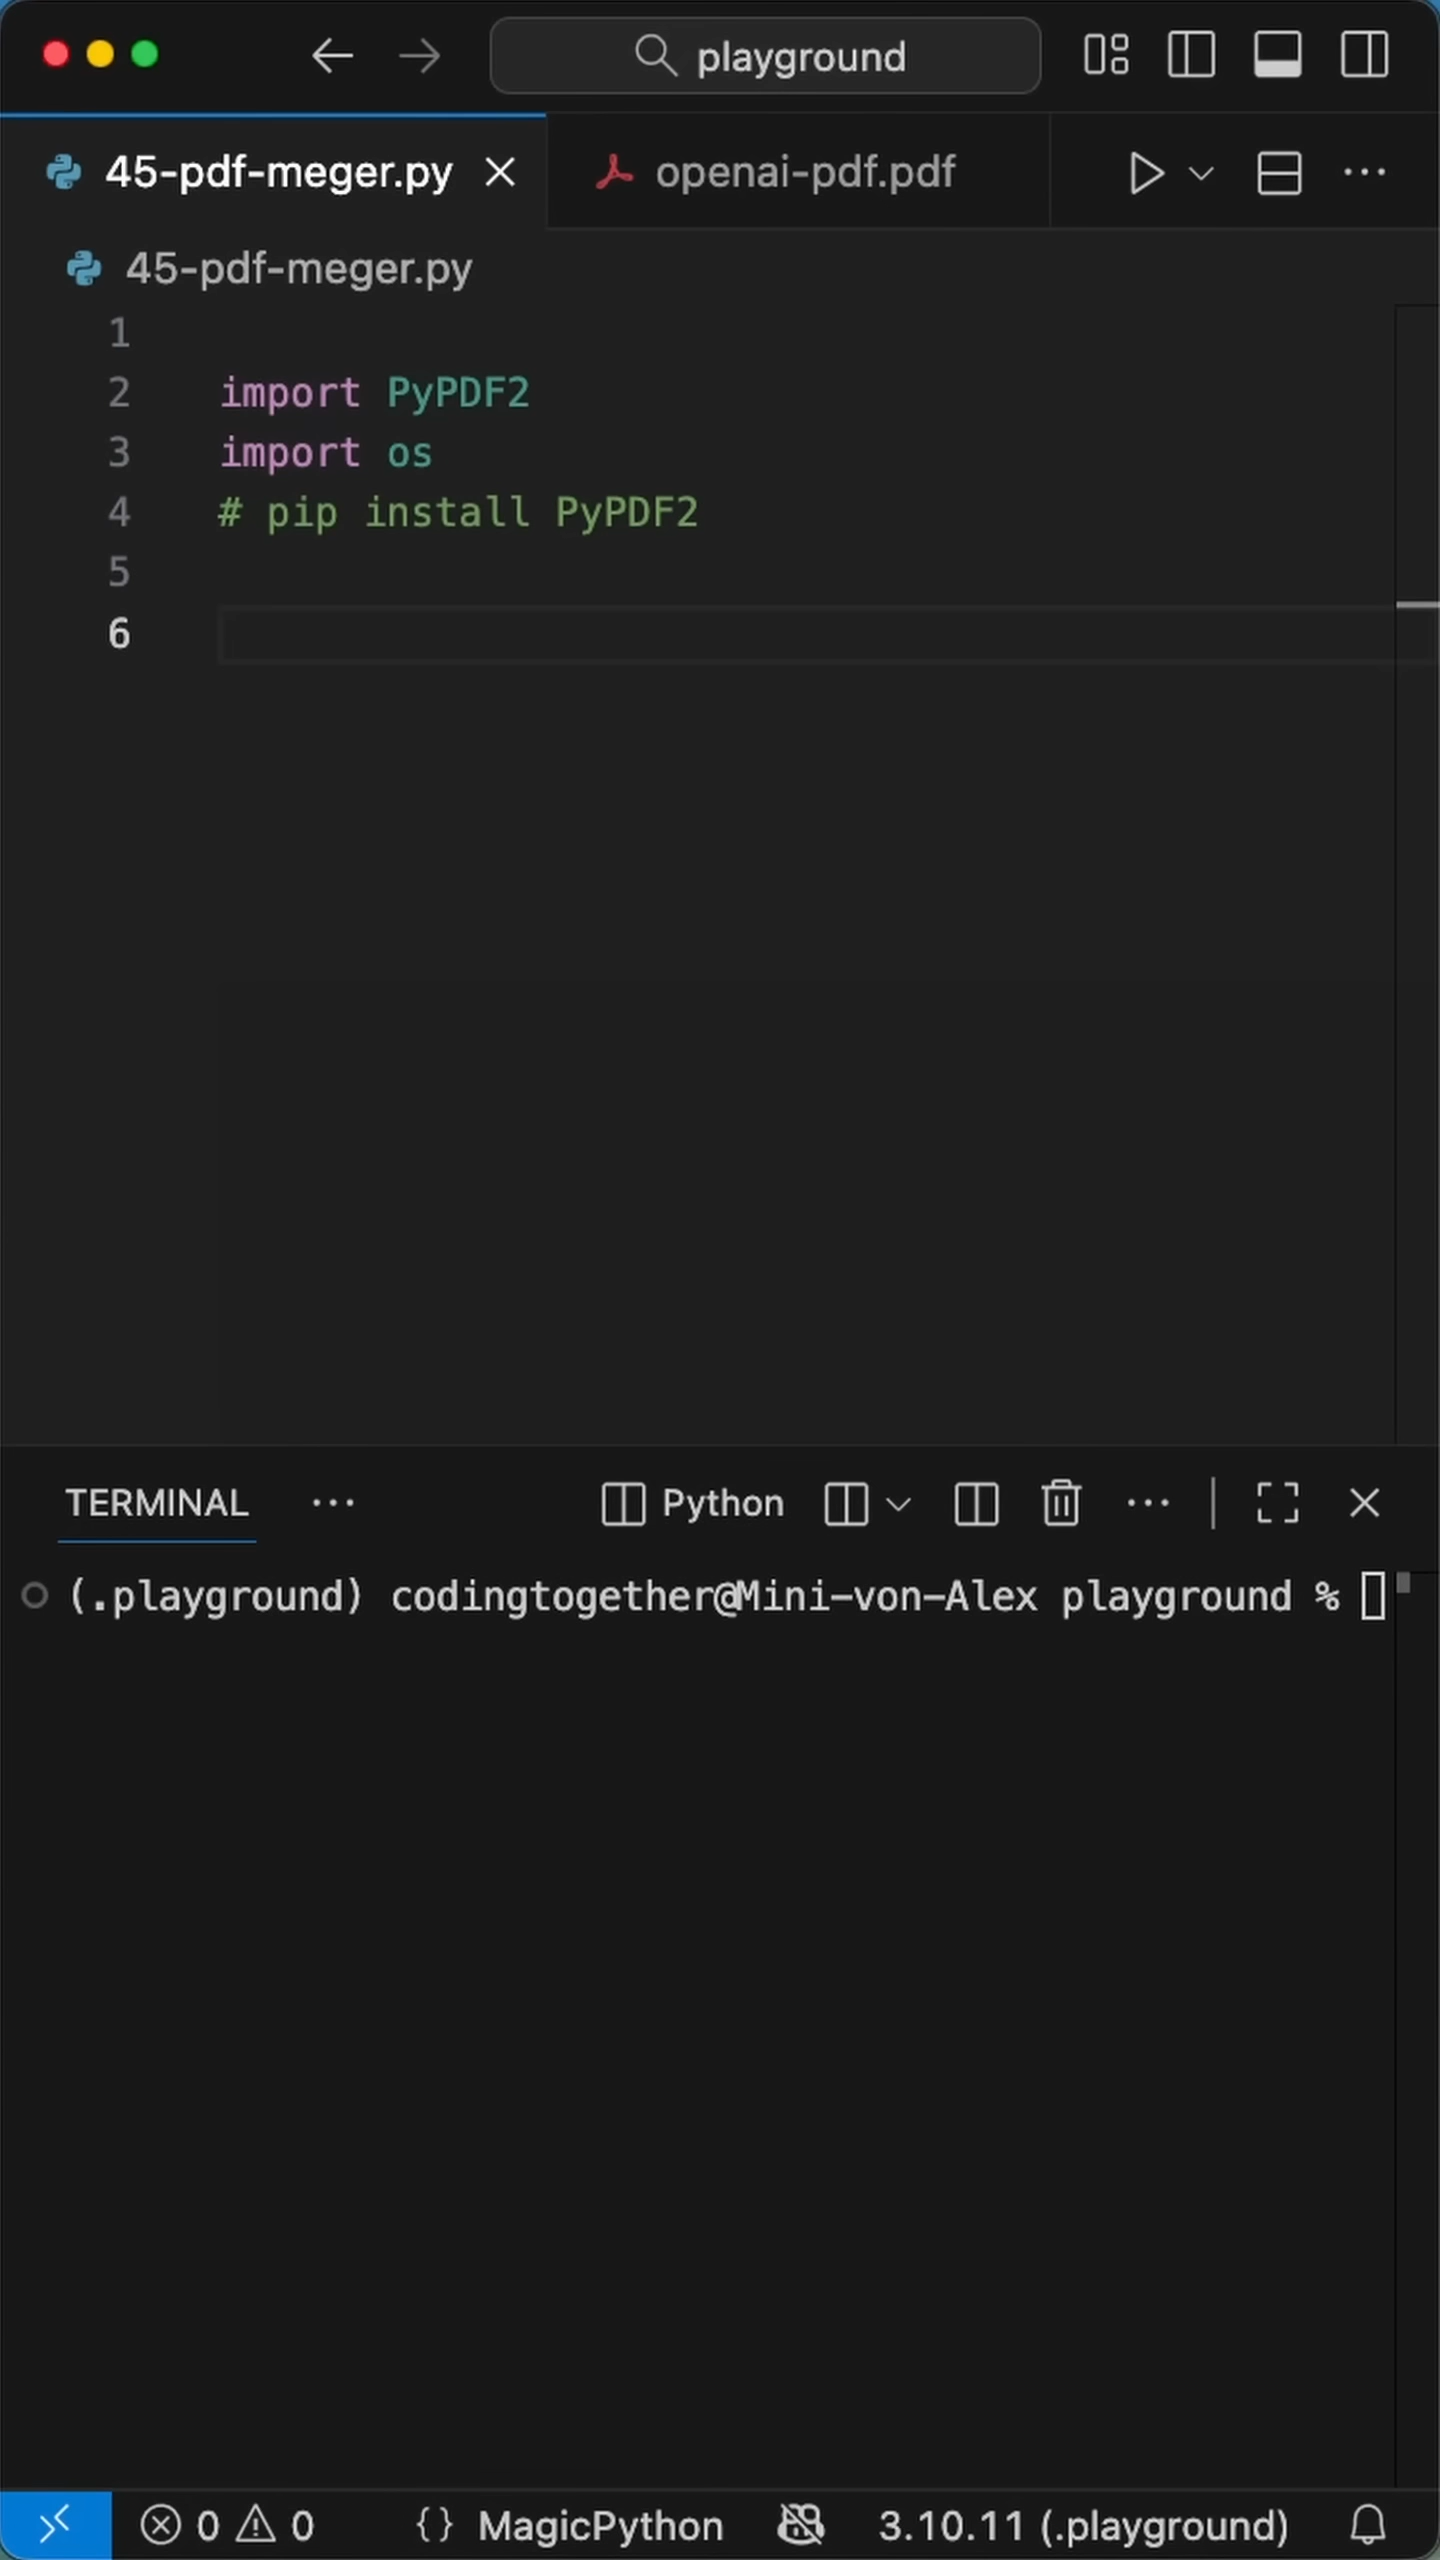 playground
45-pdf-meger.py
openai-pdf.pdf
45-pdf-meger.py
1
2 import PyPDF2
3 import os
4 # pip install PyPDF2
5
6
TERMINAL
Python
(.playground) codingtogether@Mini-von-Alex playground %
0 0 {} MagicPython 3.10.11 (.playground)